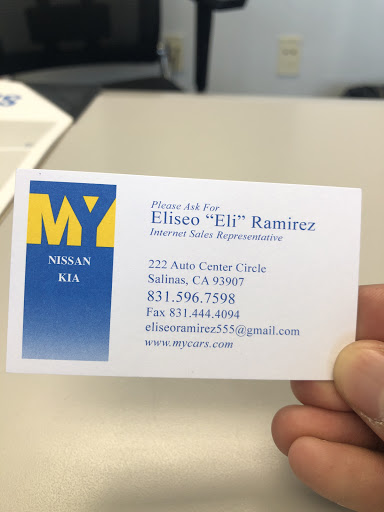 MY
NISSAN
KIA
Please Ask For
Eliseo "Eli" Ramirez
Internet Sales Representative
222 Auto Center Circle
Salinas, CA 93907
831.596.7598
Fax 831.444.4094
eliseoramirez555@gmail.com
www.mycars.com